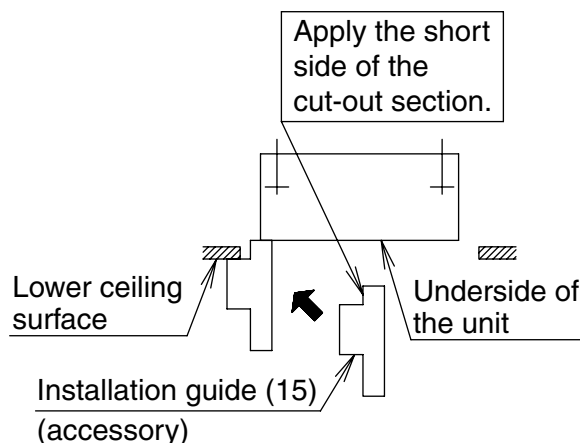 Apply the short
side of the
cut-out section.
Lower ceiling
surface
Underside of
the unit
Installation guide (15)
(accessory)